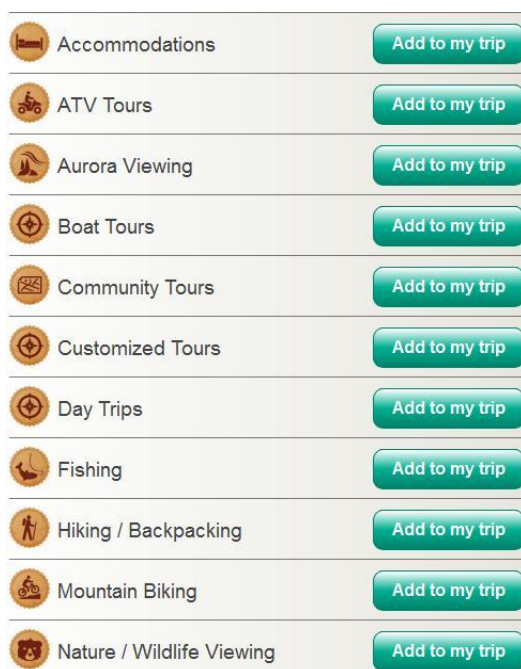 Accommodations Add to my trip
ATV Tours Add to my trip
Aurora Viewing Add to my trip
Boat Tours Add to my trip
Community Tours Add to my trip
Customized Tours Add to my trip
Day Trips Add to my trip
Fishing Add to my trip
Hiking / Backpacking Add to my trip
Mountain Biking Add to my trip
Nature / Wildlife Viewing Add to my trip